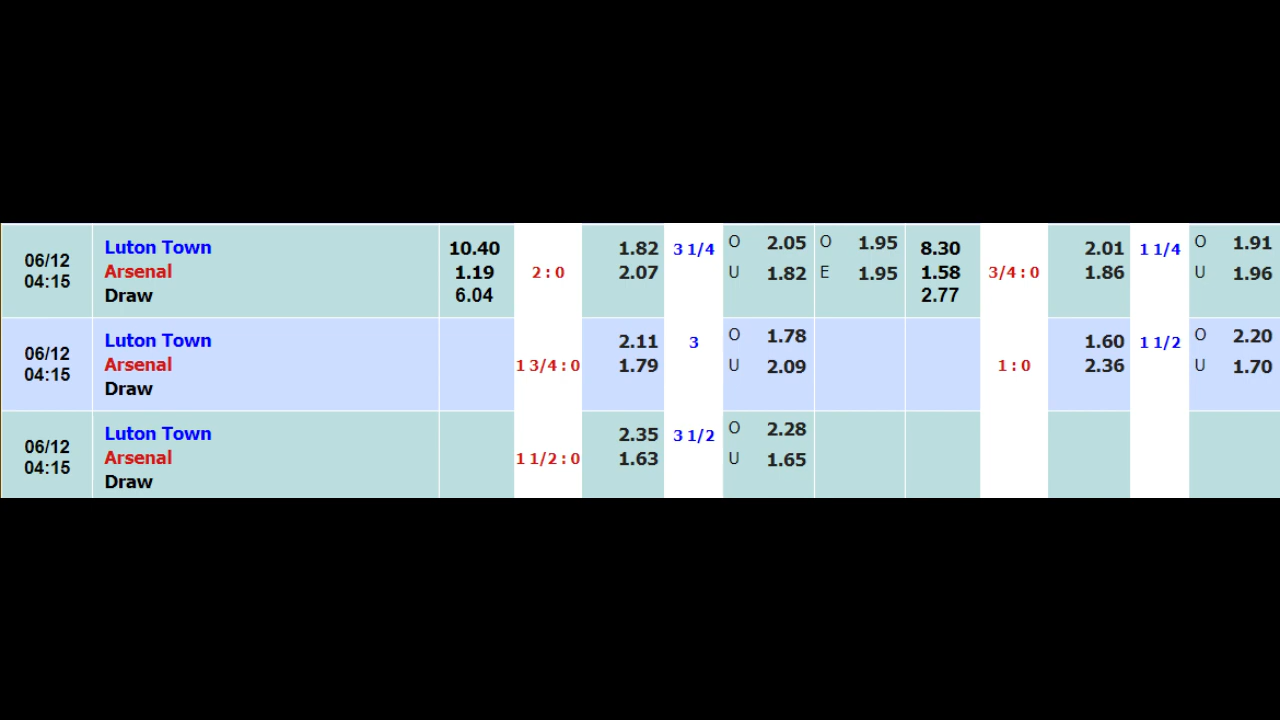 06/12 04:15 Luton Town 10.40 1.82 3 1/4 O 2.05 O 1.95 8.30 2.01 1 1/4 O 1.91
Arsenal 1.19 2 : 0 2.07 U 1.82 E 1.95 1.58 3/4 : 0 1.86 U 1.96
Draw 6.04 2.77
06/12 04:15 Luton Town 2.11 3 O 1.78 1.60 1 1/2 O 2.20
Arsenal 1 3/4 : 0 1.79 U 2.09 1 : 0 2.36 U 1.70
Draw
06/12 04:15 Luton Town 2.35 3 1/2 O 2.28
Arsenal 1 1/2 : 0 1.63 U 1.65
Draw